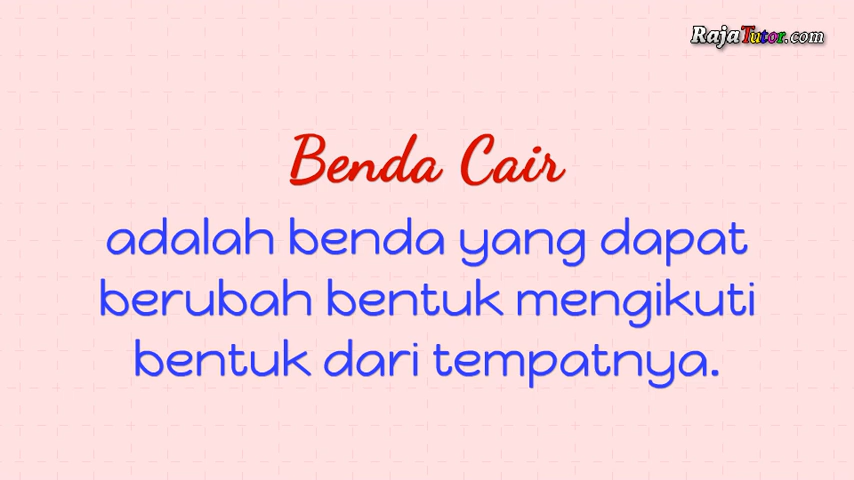 RajaTutor.com
Benda Cair
adalah benda yang dapat
berubah bentuk mengikuti
bentuk dari tempatnya.